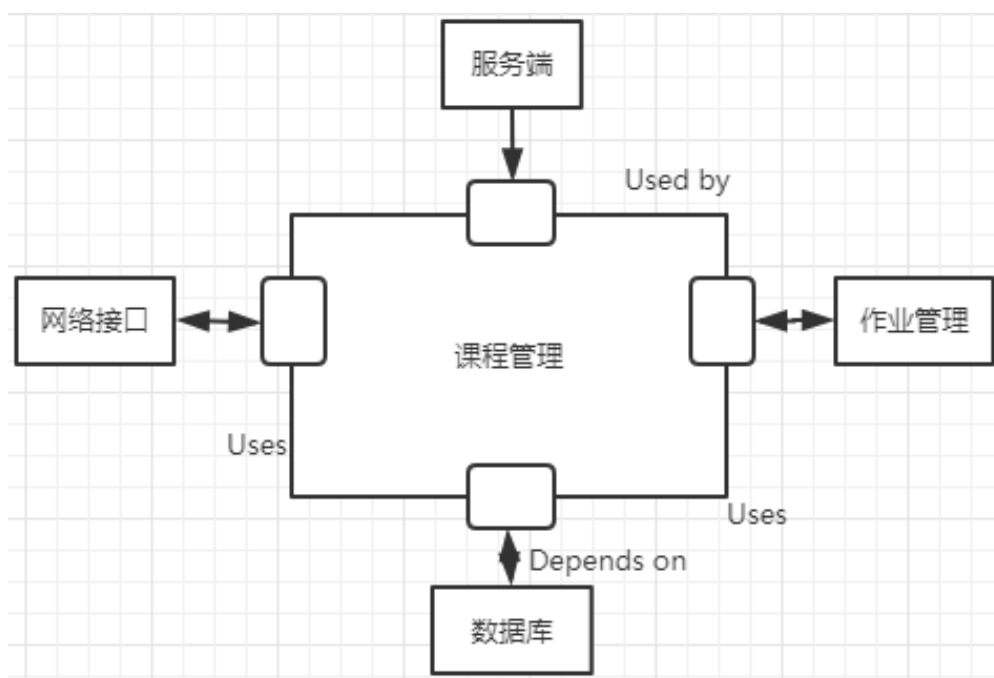 服务端
Used by
网络接口
作业管理
课程管理
Uses
Uses
Depends on
数据库